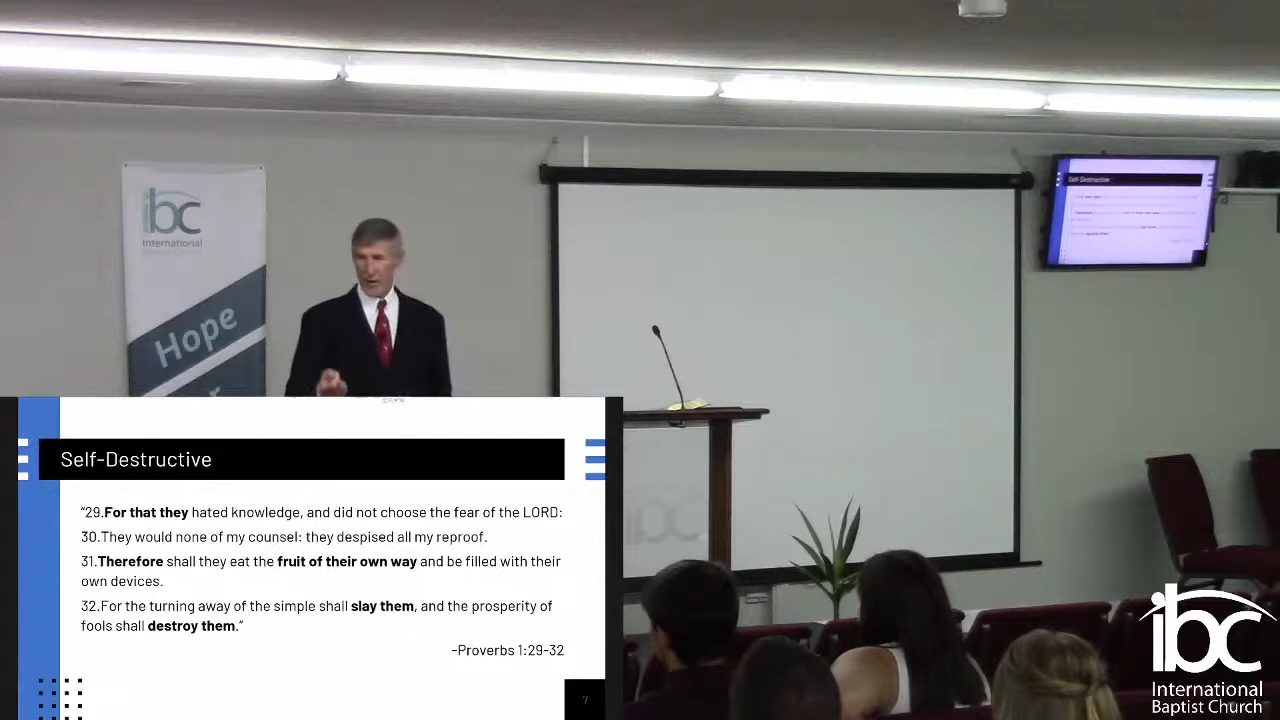 ibc
International
Hope
Self-Destructive
Self-Destructive
“29.For that they hated knowledge, and did not choose the fear of the LORD:
30.They would none of my counsel: they despised all my reproof.
31.Therefore shall they eat the fruit of their own way and be filled with their
own devices.
32.For the turning away of the simple shall slay them, and the prosperity of
fools shall destroy them.”
-Proverbs 1:29-32
7
ibc
International
Baptist Church